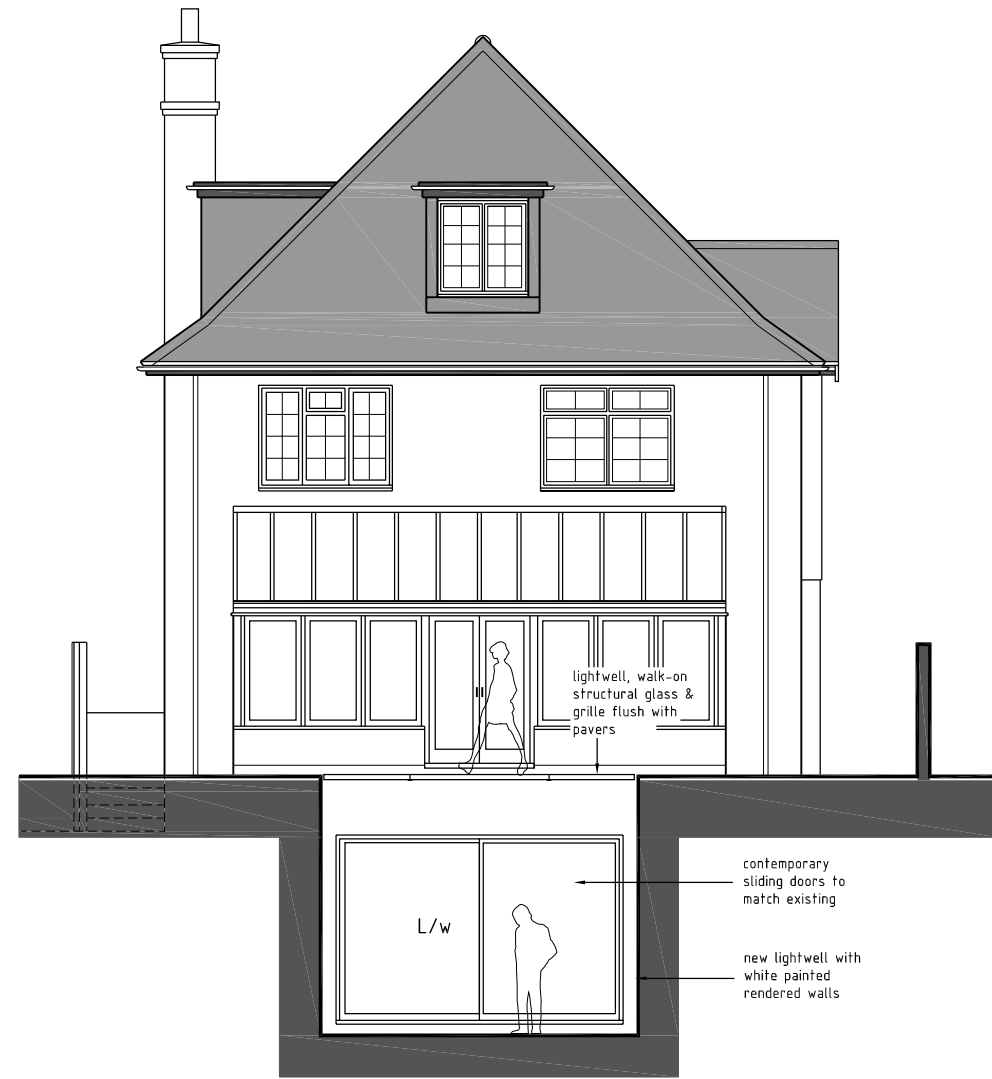 lightwell, walk-on
structural glass &
grille flush with
pavers
contemporary
sliding doors to
match existing
L/w
new lightwell with
white painted
rendered walls